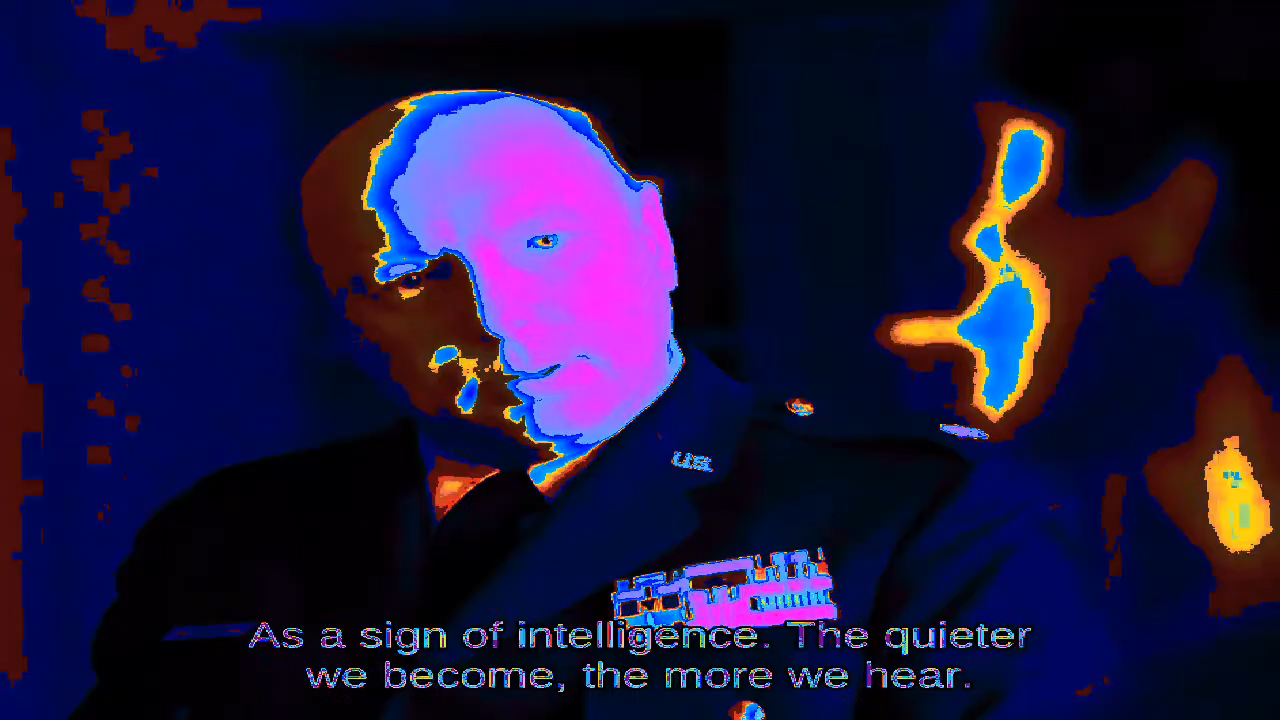 U.S.
As a sign of intelligence. The quieter
we become, the more we hear.